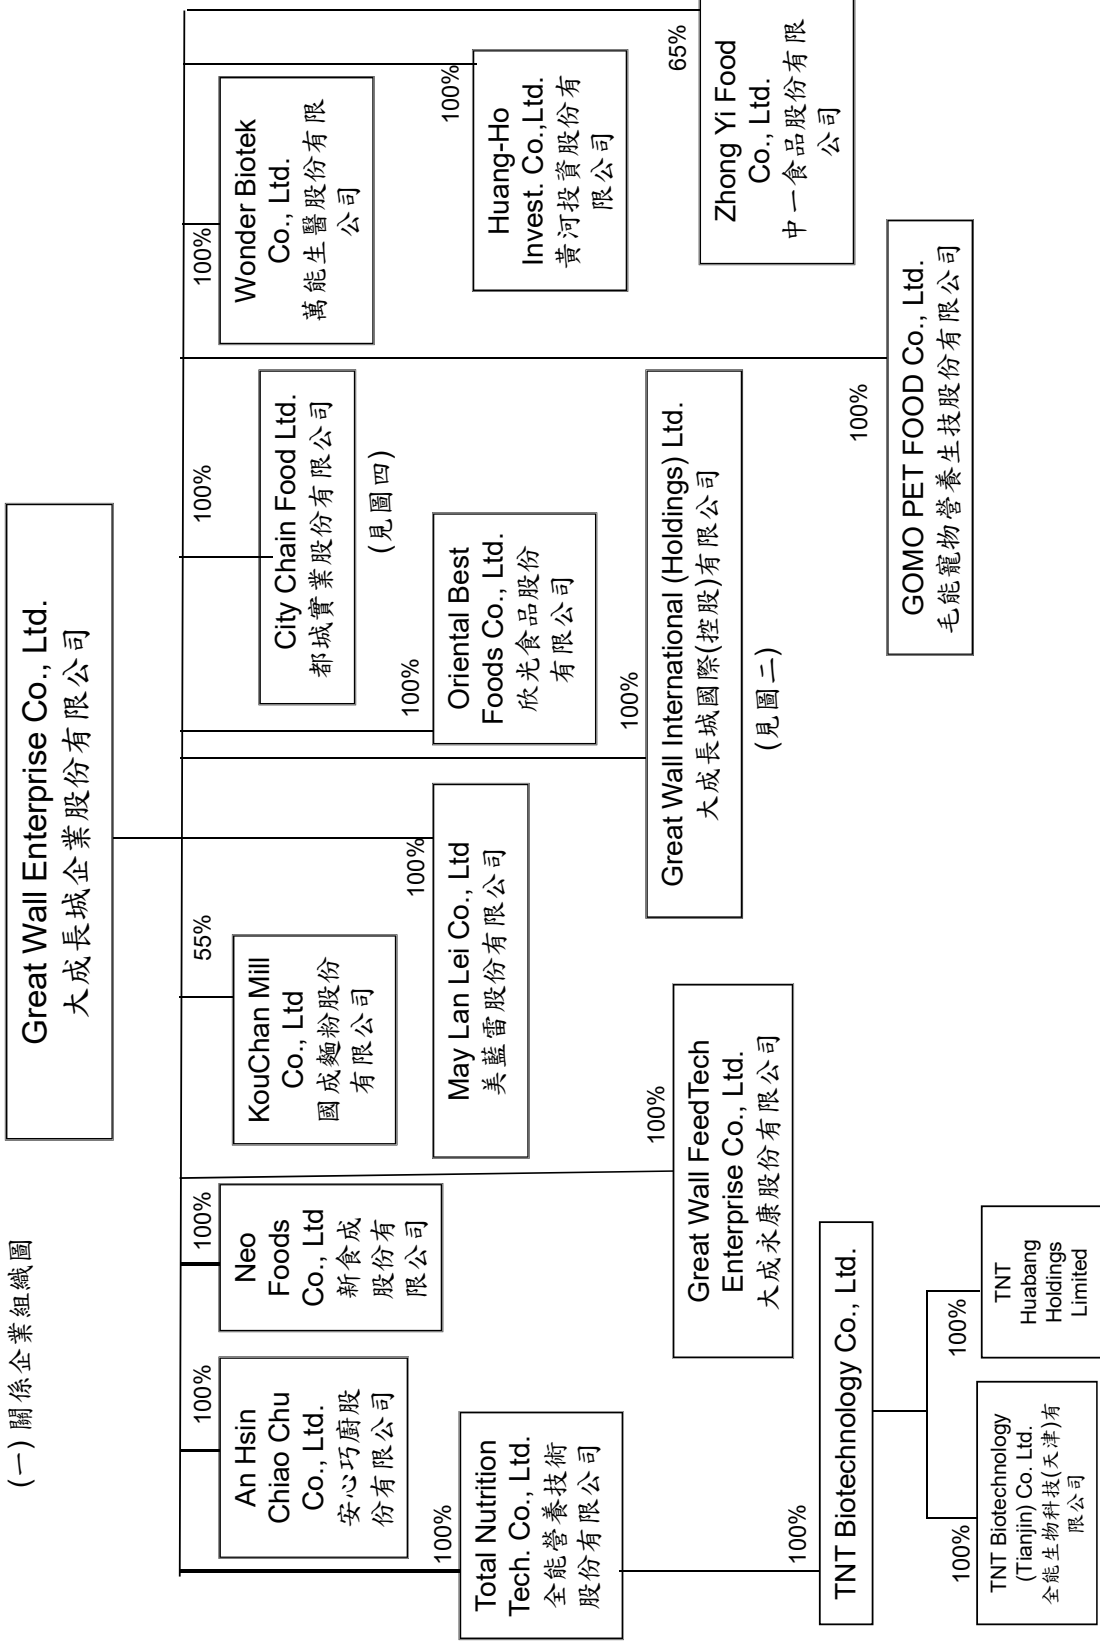 (一)關係企業組織圖
Great Wall Enterprise Co., Ltd.
大成長城企業股份有限公司
100%
An Hsin
Chiao Chu
Co., Ltd.
安心巧廚股
份有限公司
100%
Neo
Foods
Co., Ltd
新食成
股份有
限公司
55%
KouChan Mill
Co., Ltd
國成麵粉股份
有限公司
100%
City Chain Food Ltd.
都城實業股份有限公司
(見圖四)
100%
Wonder Biotek
Co., Ltd.
萬能生醫股份有限
公司
100%
Total Nutrition
Tech. Co., Ltd.
全能營養技術
股份有限公司
100%
May Lan Lei Co., Ltd
美藍雷股份有限公司
100%
Oriental Best
Foods Co., Ltd.
欣光食品股份
有限公司
100%
Huang-Ho
Invest. Co.,Ltd.
黃河投資股份有
限公司
100%
Great Wall FeedTech
Enterprise Co., Ltd.
大成永康股份有限公司
100%
Great Wall International (Holdings) Ltd.
大成長城國際(控股)有限公司
(見圖二)
65%
Zhong Yi Food
Co., Ltd.
中一食品股份有限
公司
100%
TNT Biotechnology Co., Ltd.
100%
GOMO PET FOOD Co., Ltd.
毛能寵物營養生技股份有限公司
100%
TNT Biotechnology
(Tianjin) Co. Ltd.
全能生物科技(天津)有
限公司
100%
TNT
Huabang
Holdings
Limited